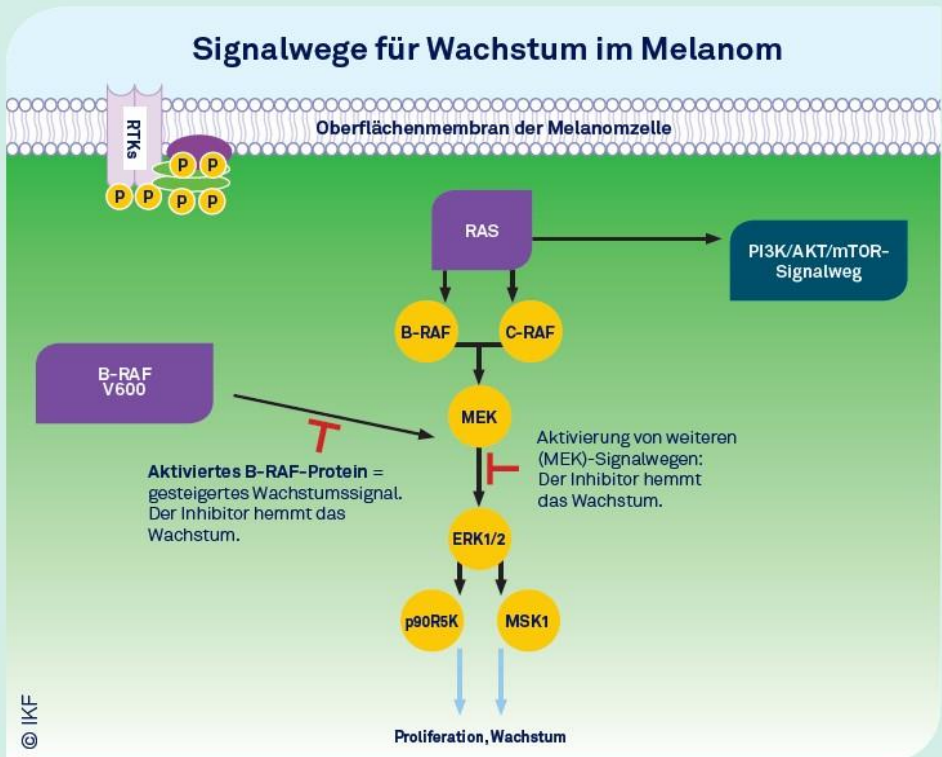 Signalwege für Wachstum im Melanom
RTKs
Oberflächenmembran der Melanomzelle
P P
P P P P
RAS
PI3K/AKT/mTOR-
Signalweg
B-RAF
C-RAF
B-RAF
V600
MEK
Aktivierung von weiteren
(MEK)-Signalwegen:
Der Inhibitor hemmt
das Wachstum.
Aktiviertes B-RAF-Protein =
gesteigertes Wachstumssignal.
Der Inhibitor hemmt das
Wachstum.
ERK1/2
p90R5K
MSK1
Proliferation, Wachstum
© IKF